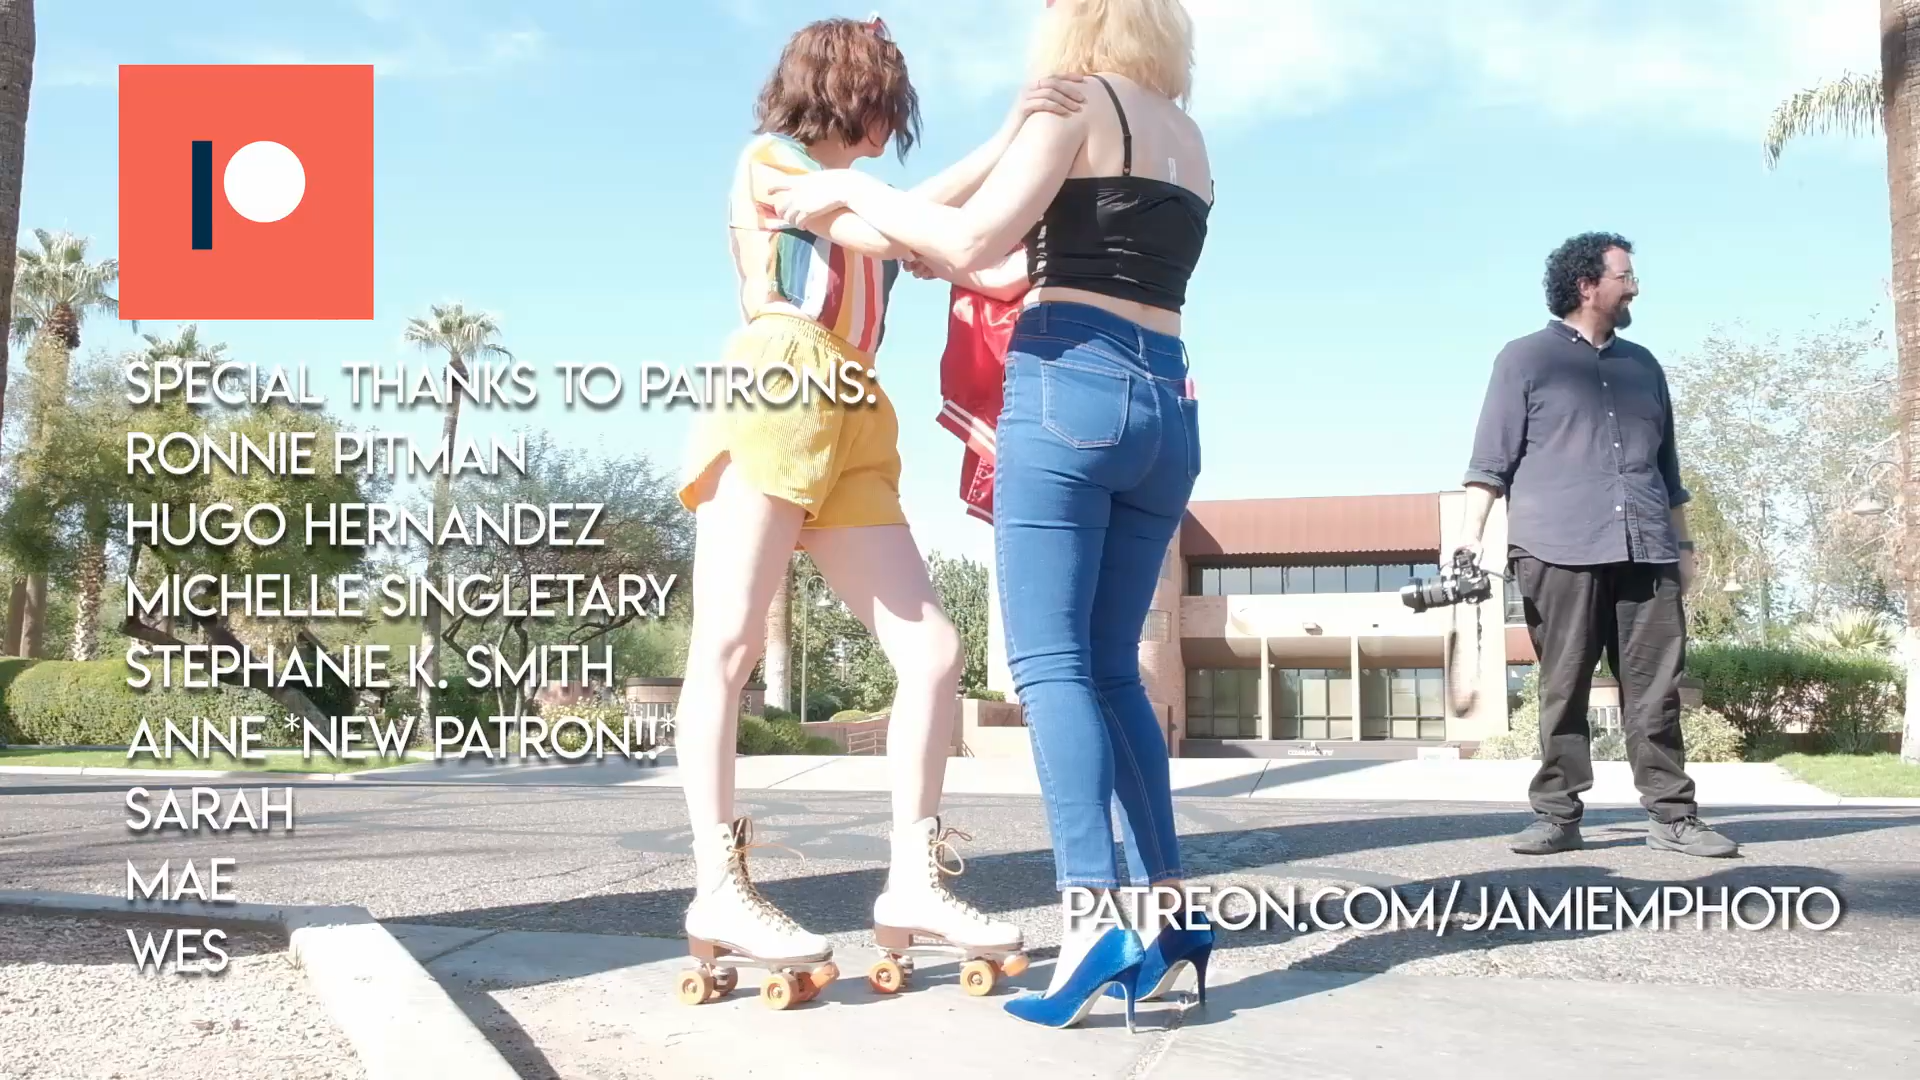 SPECIAL THANKS TO PATRONS:
RONNIE PITMAN
HUGO HERNANDEZ
MICHELLE SINGLETARY
STEPHANIE K. SMITH
ANNE *NEW PATRON!!*
SARAH
MAE
WES
PATREON.COM/JAMIEMPHOTO